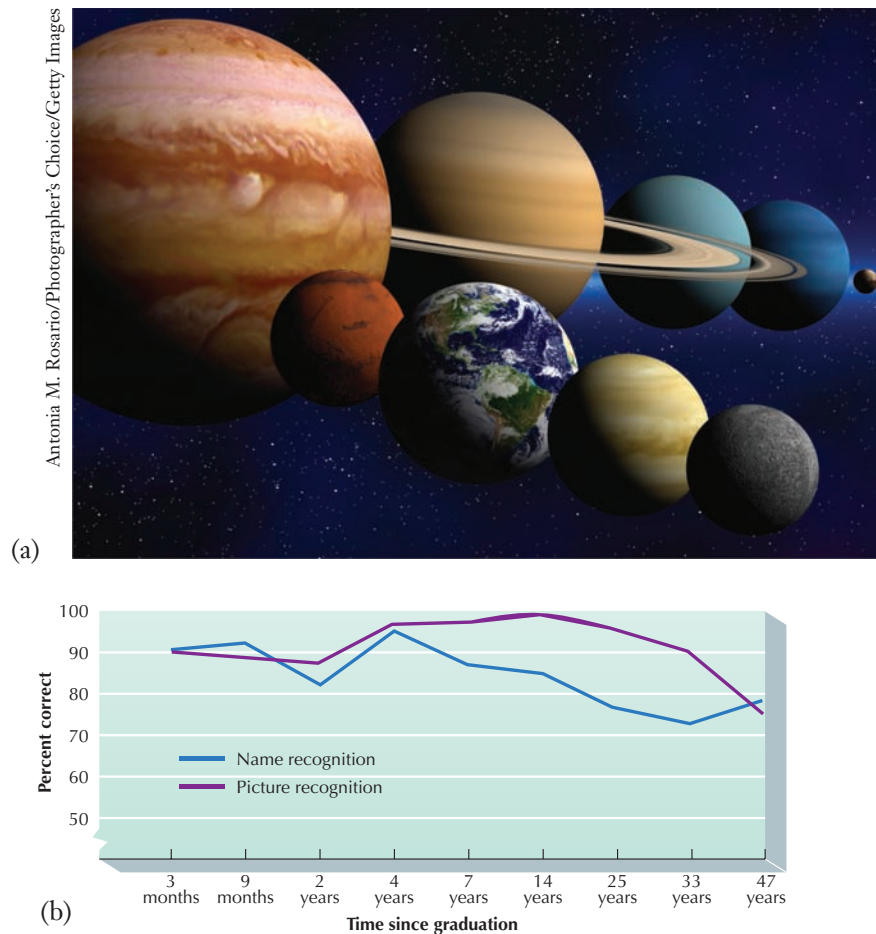 Antonia M. Rosario/Photographer's Choice/Getty Images
(a)
100
90
80
70
60
50
Percent correct
Name recognition
Picture recognition
3 months
9 months
2 years
4 years
7 years
14 years
25 years
33 years
47 years
(b)
Time since graduation